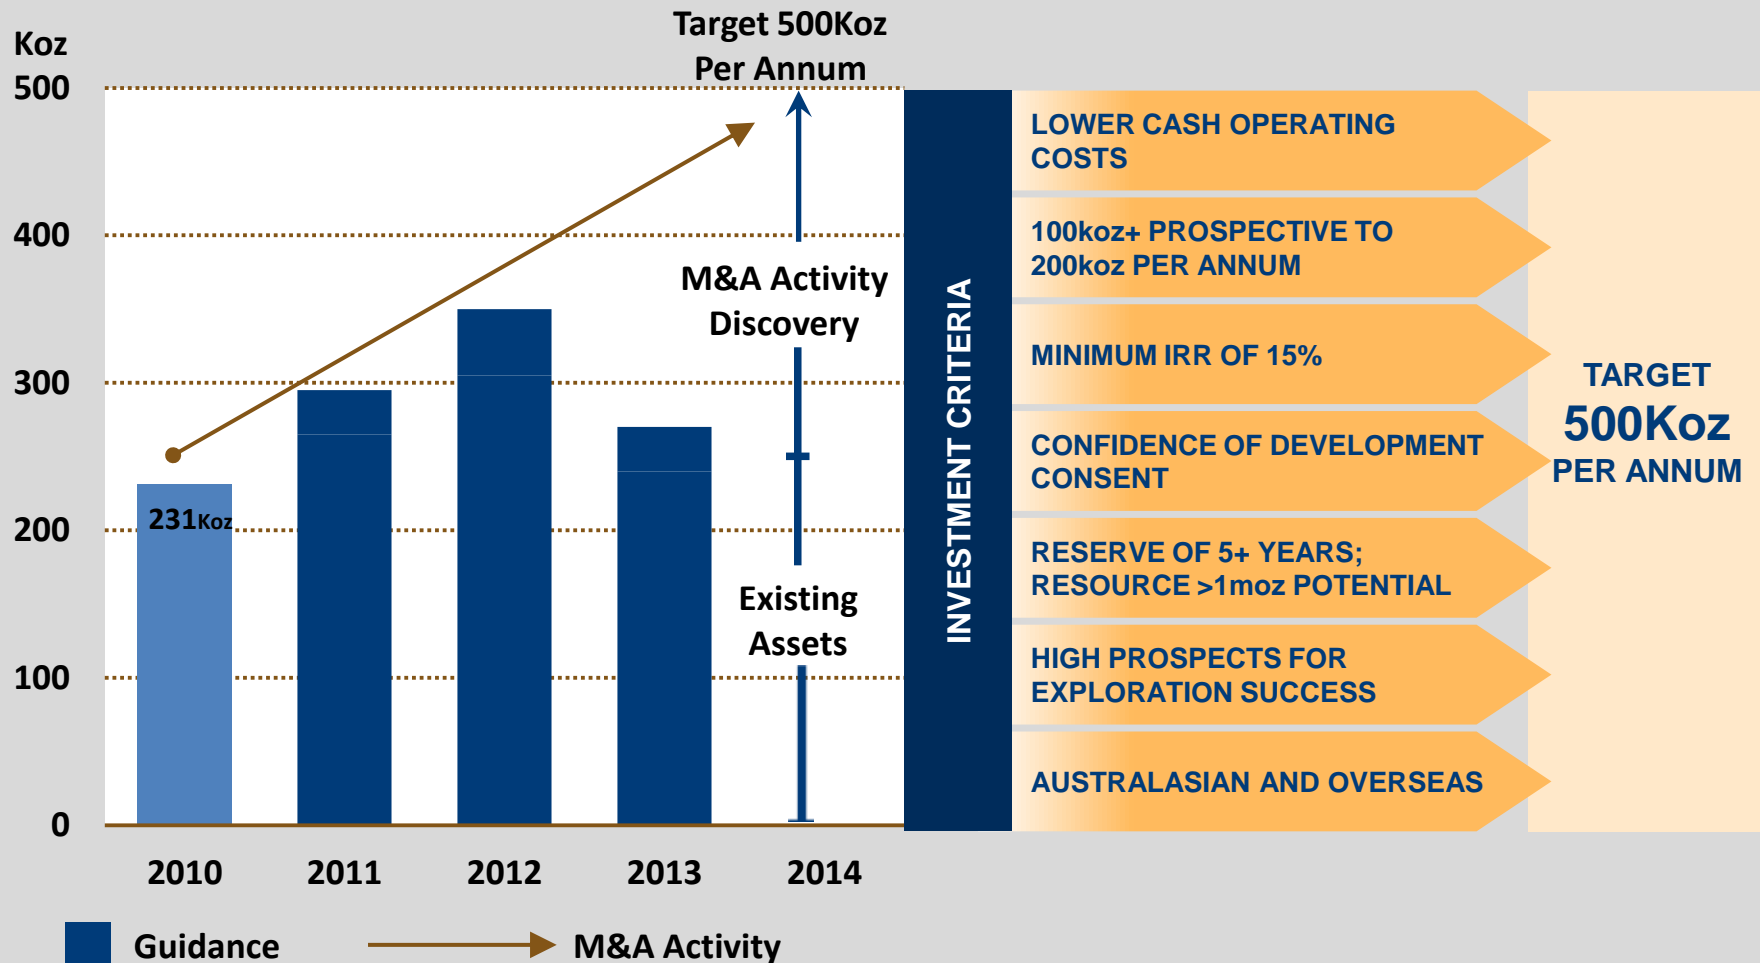 Target 500Koz
Per Annum
Koz
500
400
300
200
100
0
231Koz
M&A Activity
Discovery
Existing
Assets
2010
2011
2012
2013
2014
Guidance
M&A Activity
INVESTMENT CRITERIA
LOWER CASH OPERATING
COSTS
100koz+ PROSPECTIVE TO
200koz PER ANNUM
MINIMUM IRR OF 15%
CONFIDENCE OF DEVELOPMENT
CONSENT
RESERVE OF 5+ YEARS;
RESOURCE >1moz POTENTIAL
HIGH PROSPECTS FOR
EXPLORATION SUCCESS
AUSTRALASIAN AND OVERSEAS
TARGET
500Koz
PER ANNUM